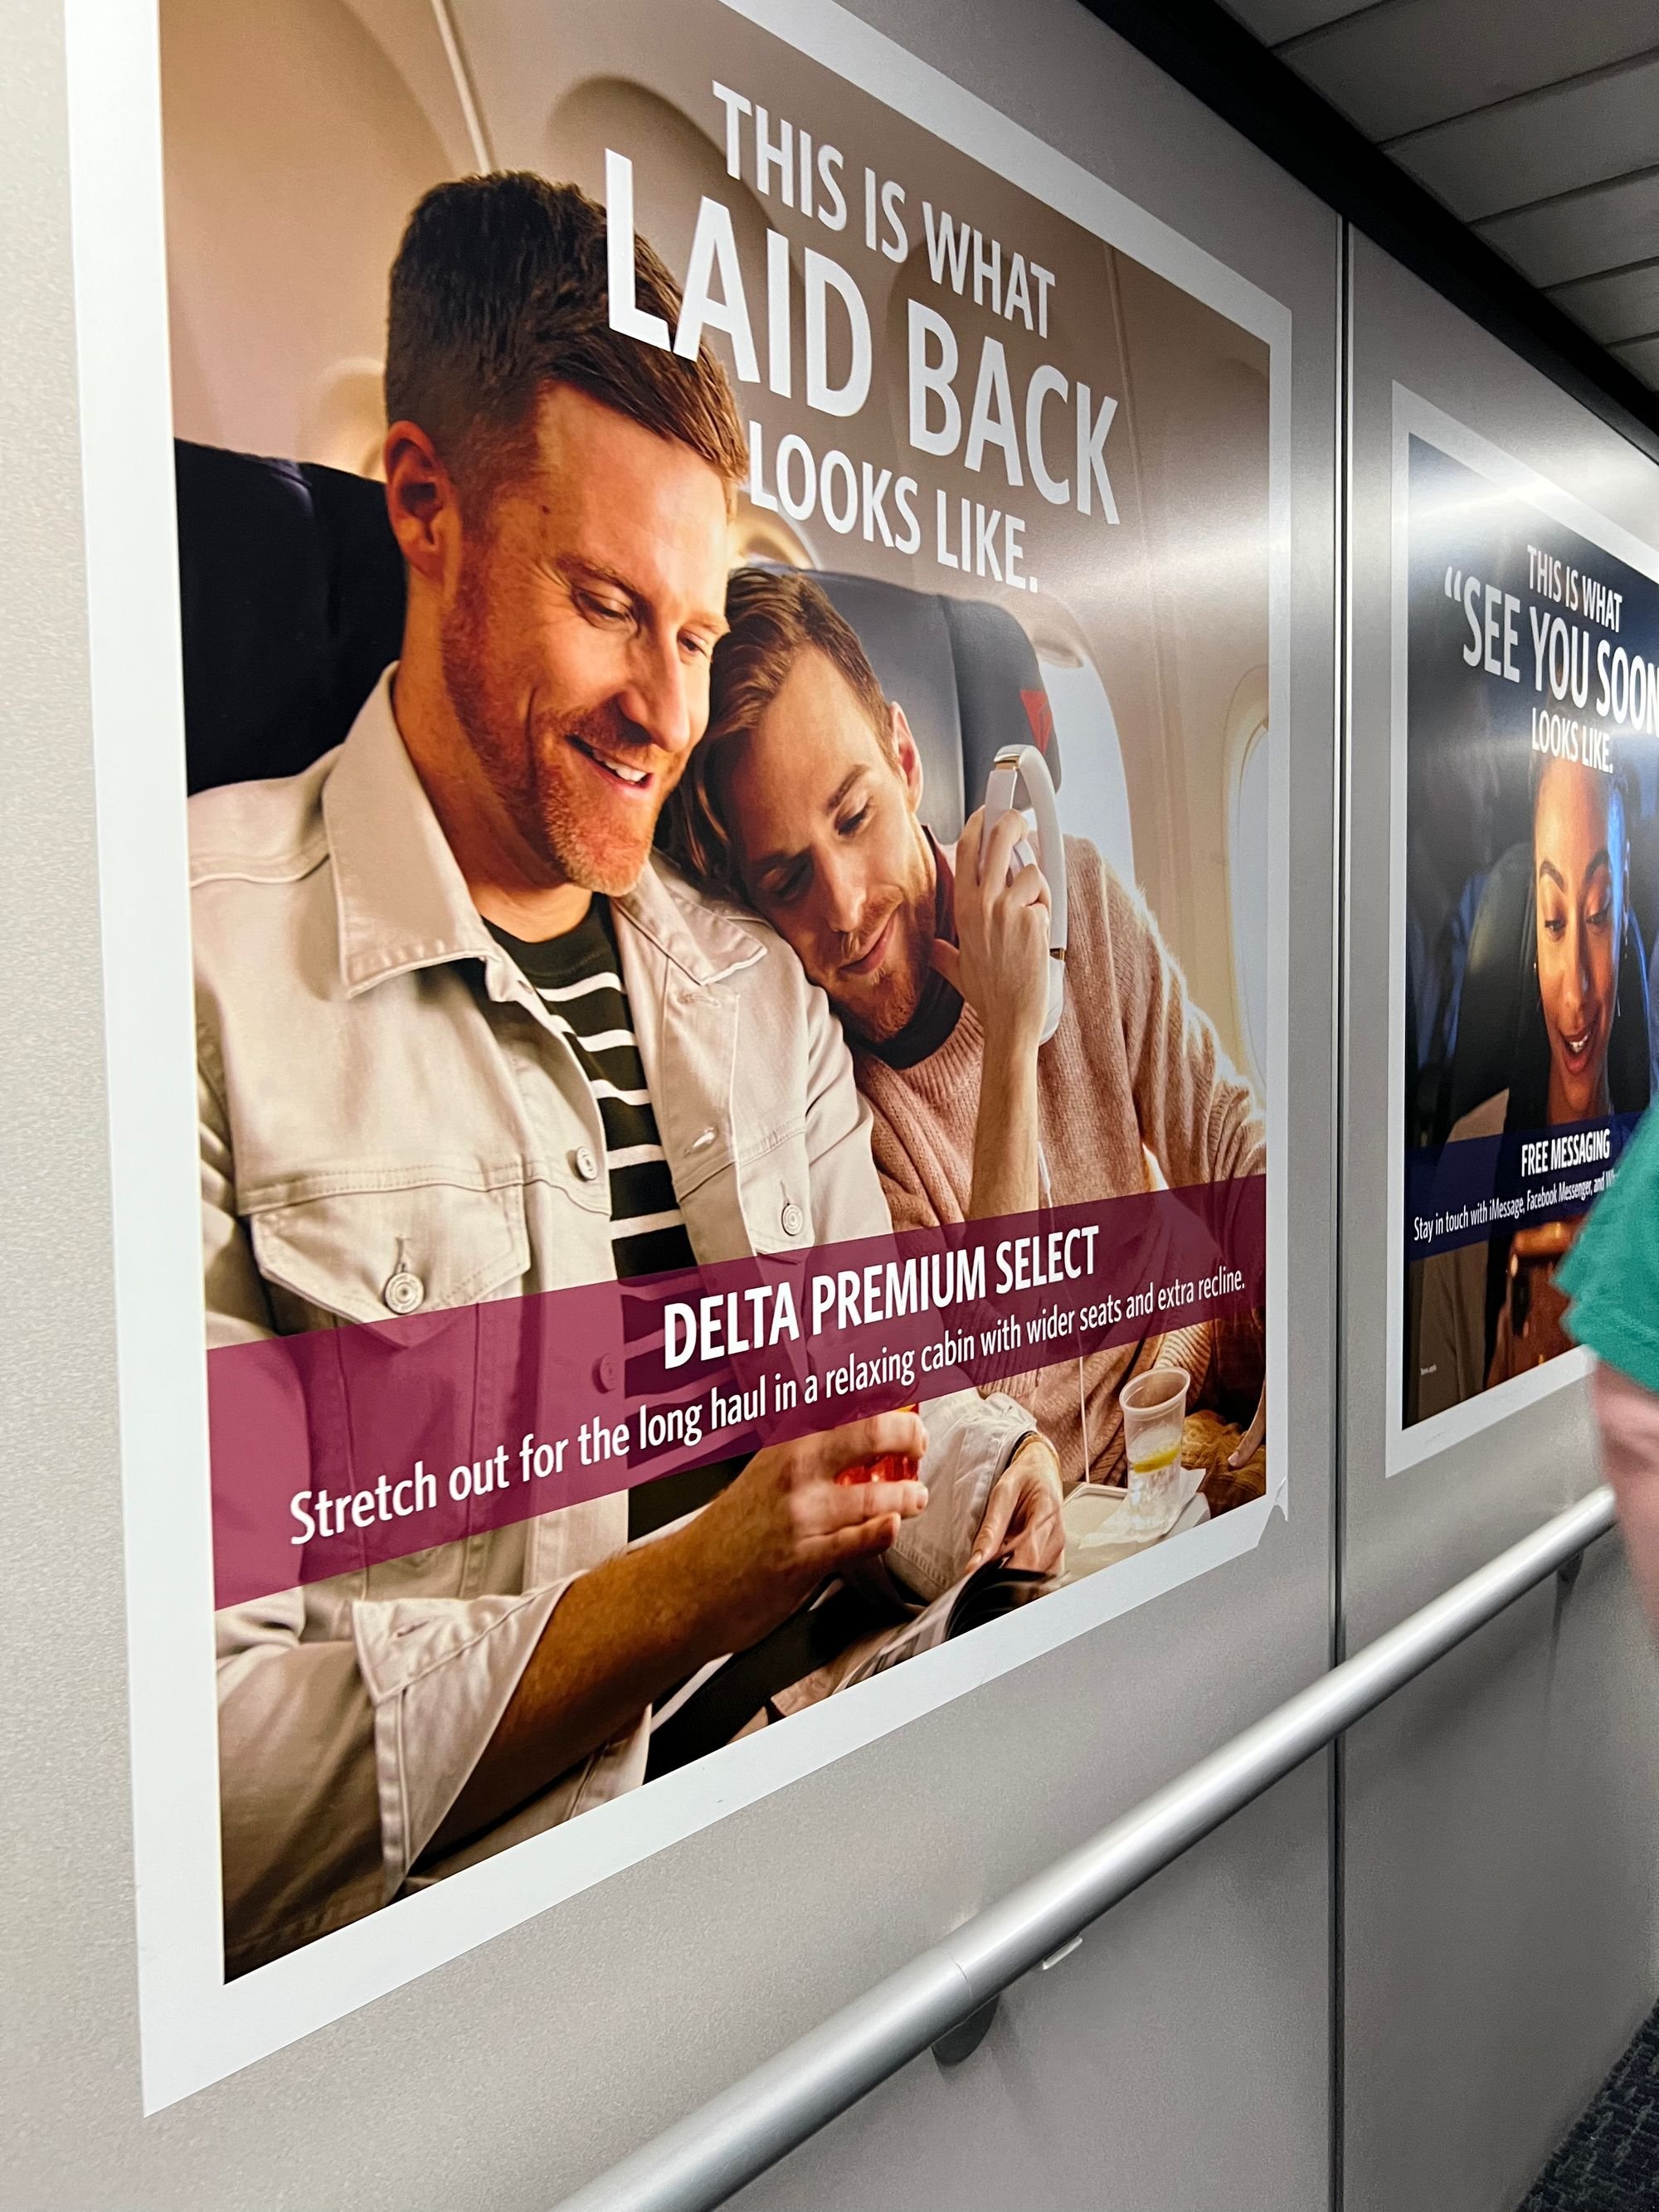 THIS IS WHAT
LAID BACK
LOOKS LIKE.
DELTA PREMIUM SELECT
Stretch out for the long haul in a relaxing cabin with wider seats and extra recline.
THIS IS WHAT
“SEE YOU SOON
LOOKS LIKE.
FREE MESSAGING
Stay in touch with iMessage, Facebook Messenger, and